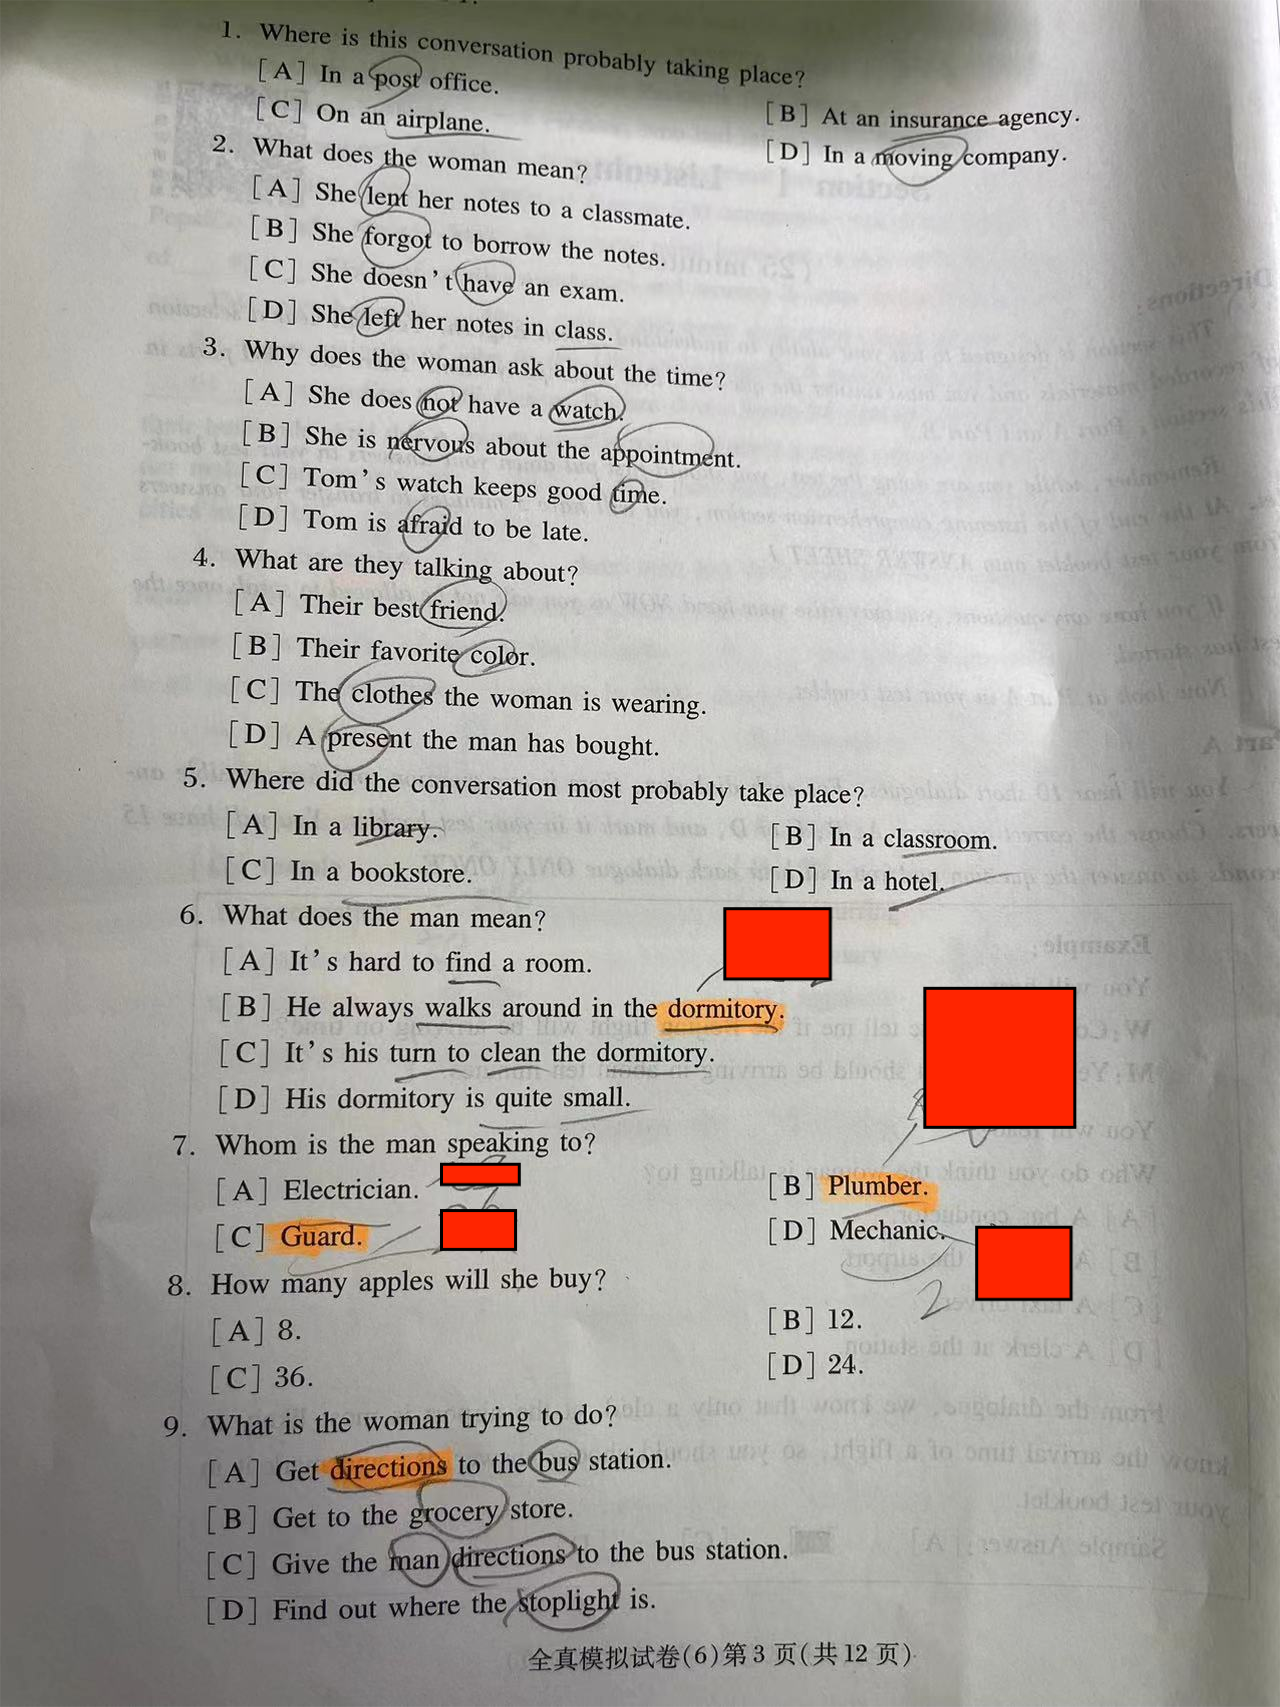 1. Where is this conversation probably taking place?
[A] In a post office.
[B] At an insurance agency.
[C] On an airplane.
[D] In a moving company.
2. What does the woman mean?
[A] She lent her notes to a classmate.
[B] She forgot to borrow the notes.
[C] She doesn't have an exam.
[D] She left her notes in class.
3. Why does the woman ask about the time?
[A] She does not have a watch.
[B] She is nervous about the appointment.
[C] Tom's watch keeps good time.
[D] Tom is afraid to be late.
4. What are they talking about?
[A] Their best friend.
[B] Their favorite color.
[C] The clothes the woman is wearing.
[D] A present the man has bought.
5. Where did the conversation most probably take place?
[A] In a library.
[B] In a classroom.
[C] In a bookstore.
[D] In a hotel.
6. What does the man mean?
[A] It's hard to find a room.
[B] He always walks around in the dormitory.
[C] It's his turn to clean the dormitory.
[D] His dormitory is quite small.
7. Whom is the man speaking to?
[A] Electrician.
[B] Plumber.
[C] Guard.
[D] Mechanic.
8. How many apples will she buy?
[A] 8.
[B] 12.
[C] 36.
[D] 24.
9. What is the woman trying to do?
[A] Get directions to the bus station.
[B] Get to the grocery store.
[C] Give the man directions to the bus station.
[D] Find out where the stoplight is.
全真模拟试卷(6)第3页(共12页)